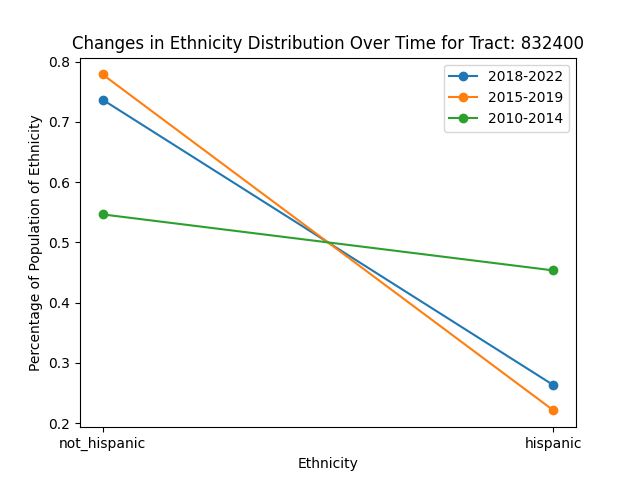 Changes in Ethnicity Distribution Over Time for Tract: 832400
2018-2022
2015-2019
2010-2014
Percentage of Population of Ethnicity
0.8
0.7
0.6
0.5
0.4
0.3
0.2
not_hispanic
hispanic
Ethnicity